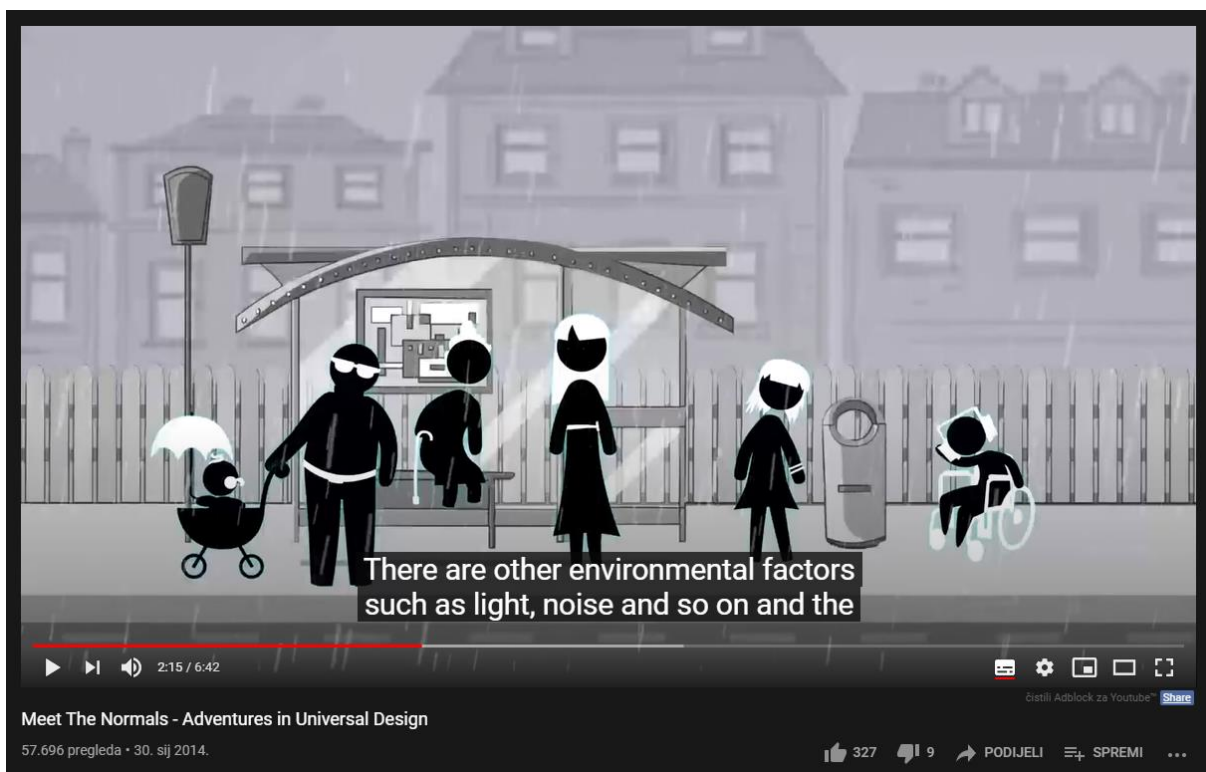 There are other environmental factors
such as light, noise and so on and the
2:15 / 6:42
čistili Adblock za Youtube™ Share
Meet The Normals - Adventures in Universal Design
57.696 pregleda • 30. sij 2014.
327 9 PODIJELI SPREMI